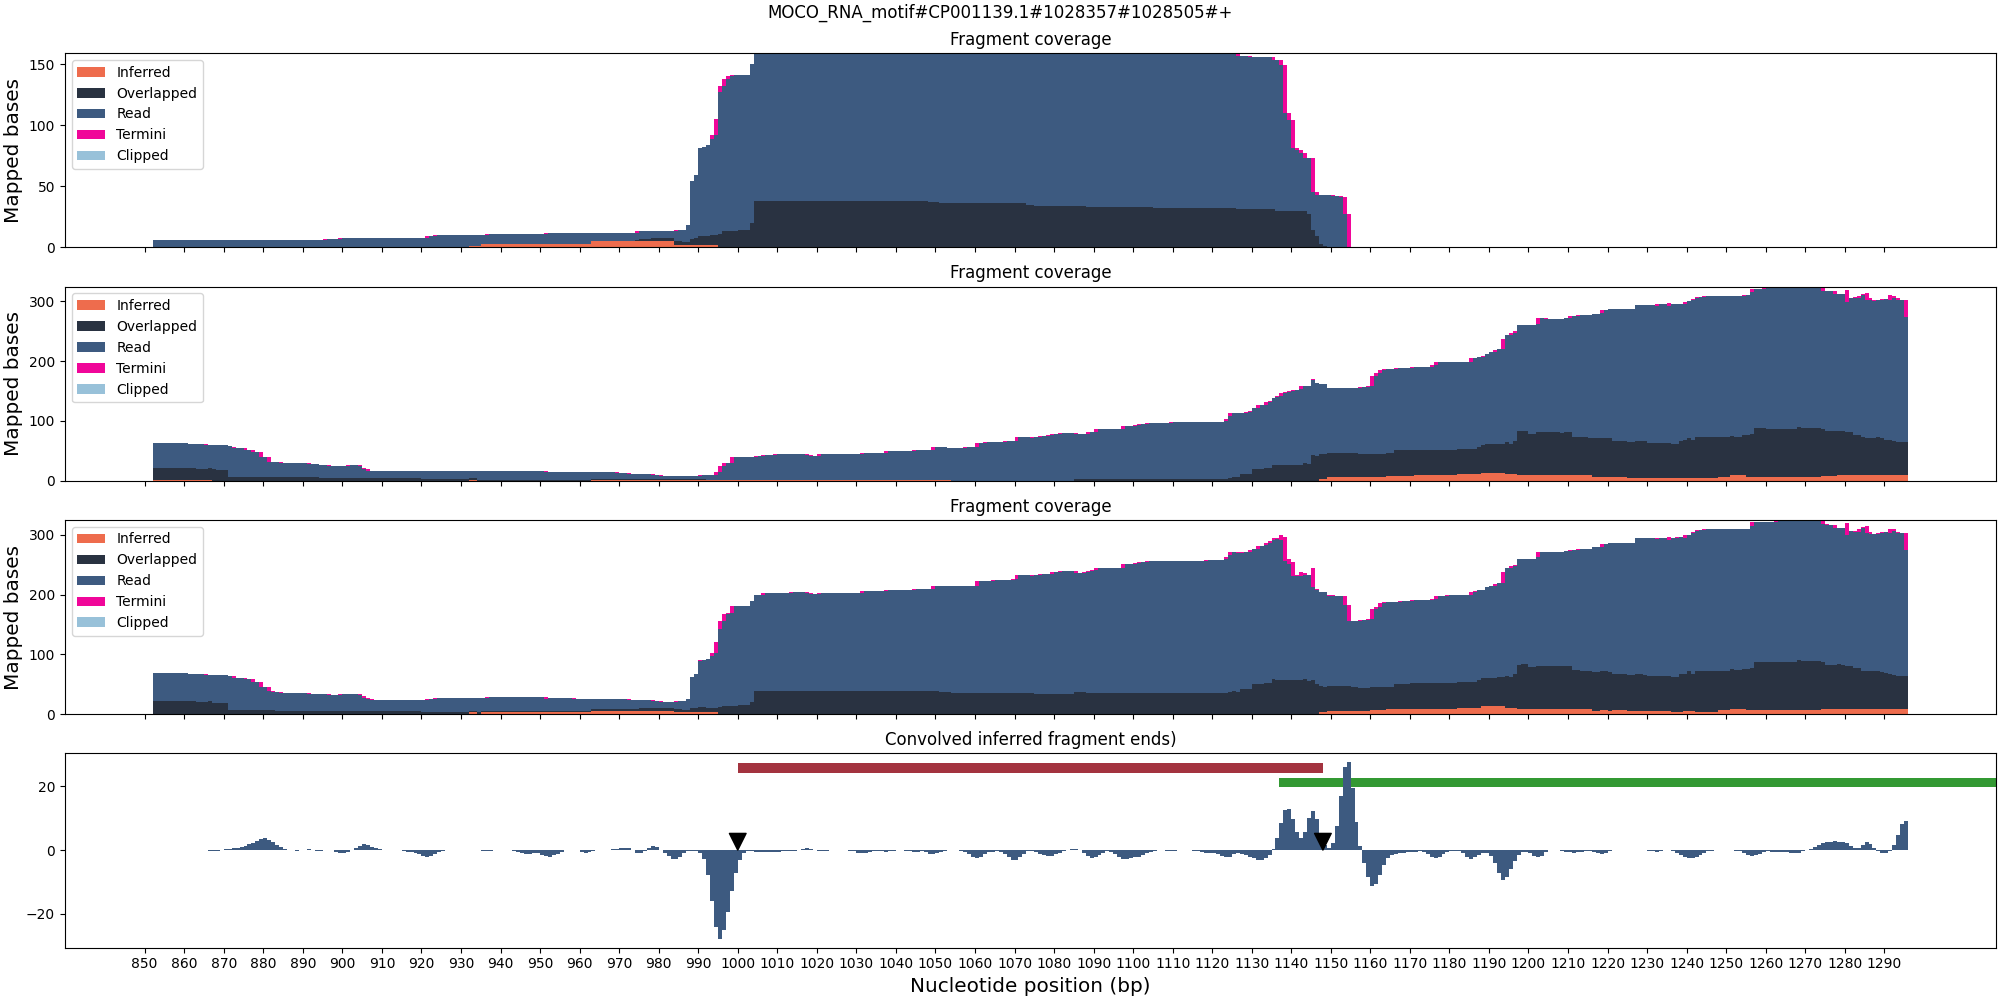 MOCO_RNA_motif#CP001139.1#1028357#1028505#+
Fragment coverage
Mapped bases
150
100
50
0
Inferred
Overlapped
Read
Termini
Clipped
Fragment coverage
Mapped bases
300
200
100
0
Inferred
Overlapped
Read
Termini
Clipped
Fragment coverage
Mapped bases
300
200
100
0
Inferred
Overlapped
Read
Termini
Clipped
Convolved inferred fragment ends)
20
0
−20
850 860 870 880 890 900 910 920 930 940 950 960 970 980 990 1000 1010 1020 1030 1040 1050 1060 1070 1080 1090 1100 1110 1120 1130 1140 1150 1160 1170 1180 1190 1200 1210 1220 1230 1240 1250 1260 1270 1280 1290
Nucleotide position (bp)